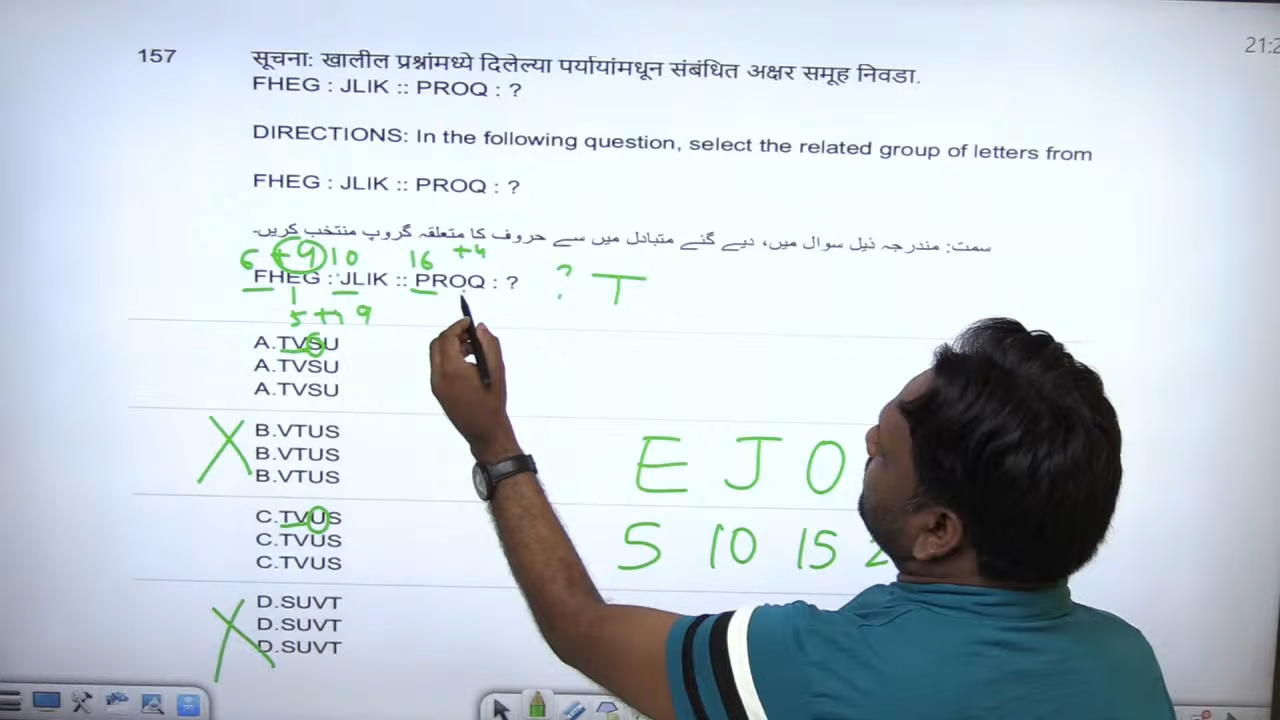 21:2
157
सूचना: खालील प्रश्नांमध्ये दिलेल्या पर्यायांमधून संबंधित अक्षर समूह निवडा.
FHEG : JLIK :: PROQ : ?
DIRECTIONS: In the following question, select the related group of letters from
FHEG : JLIK :: PROQ : ?
سمت: مندرجہ ذیل سوال میں، دیے گئے متبادل میں سے حروف کا متعلقہ گروپ منتخب کریں۔
6 +9 10 16 +4
FHEG : JLIK :: PROQ : ? ? T
5 +1 9
A.TVSU
A.TVSU
A.TVSU
B.VTUS
B.VTUS
B.VTUS
E J O
C.TVUS
C.TVUS
C.TVUS
5 10 15 2
D.SUVT
D.SUVT
D.SUVT